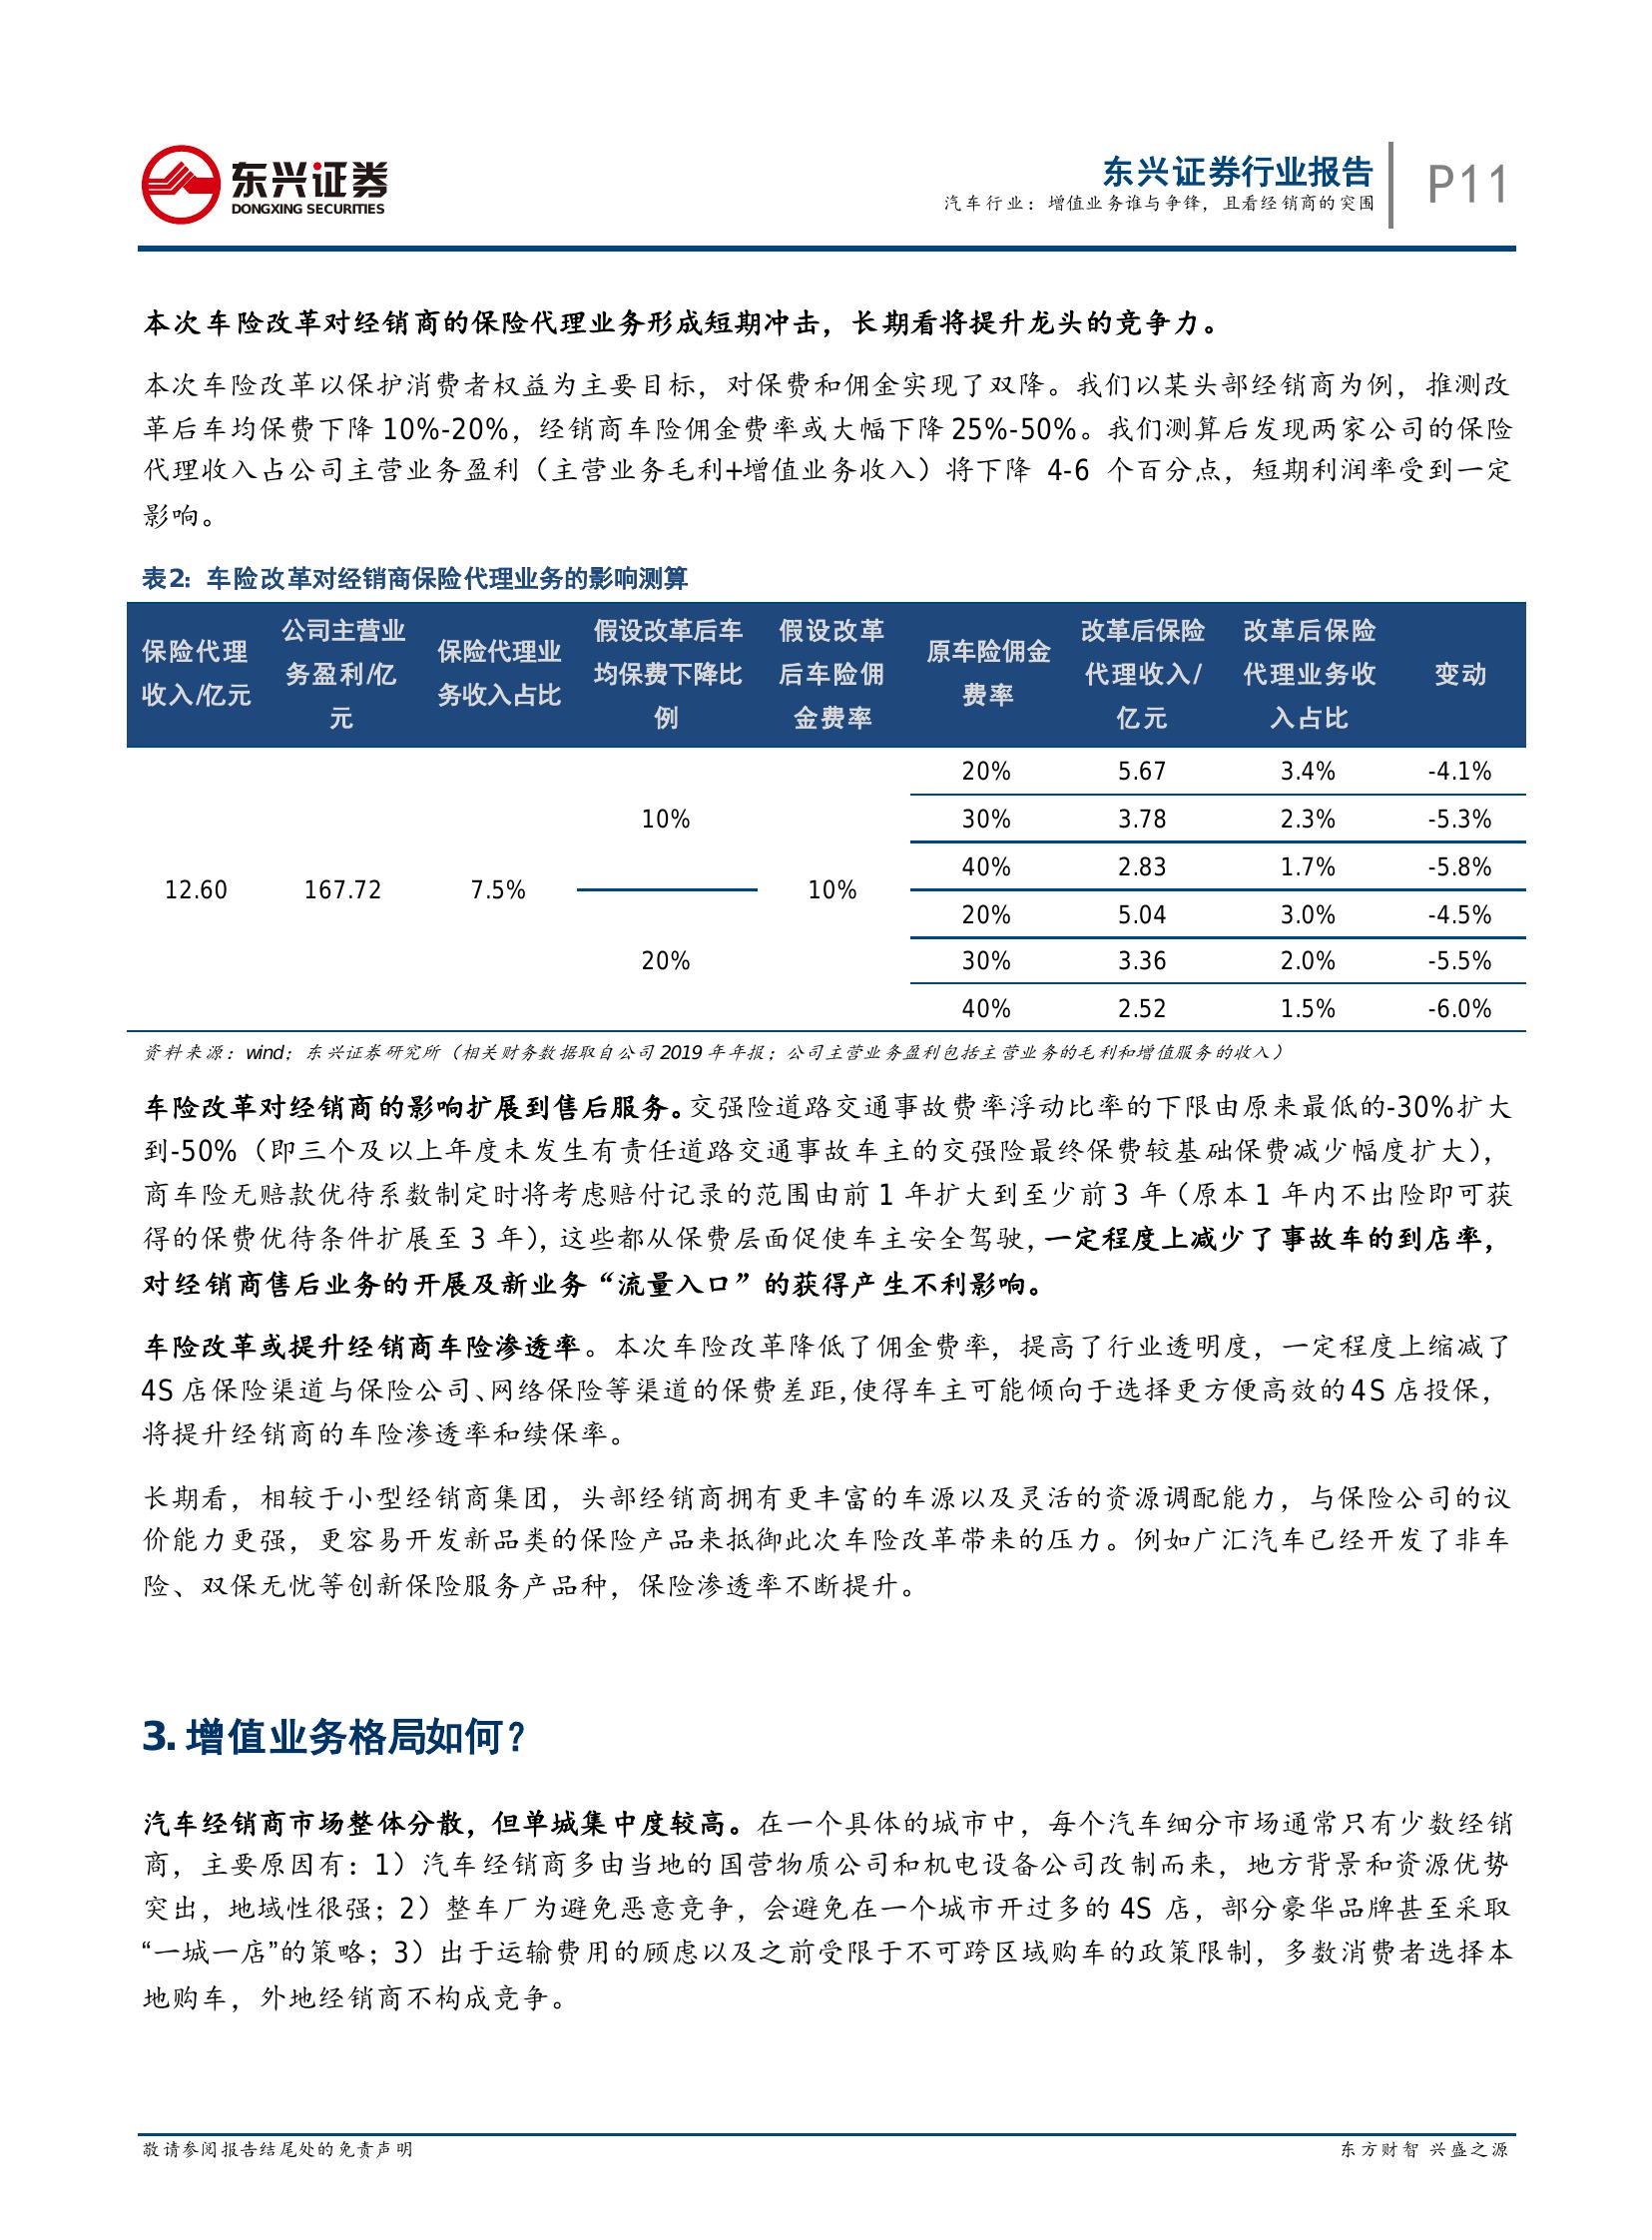 东兴证券
DONGXING SECURITIES
东兴证券行业报告
汽车行业：增值业务谁与争锋，且看经销商的突围
P11
本次车险改革对经销商的保险代理业务形成短期冲击，长期看将提升龙头的竞争力。
本次车险改革以保护消费者权益为主要目标，对保费和佣金实现了双降。我们以某头部经销商为例，推测改
革后车均保费下降 10%-20%，经销商车险佣金费率或大幅下降 25%-50%。我们测算后发现两家公司的保险
代理收入占公司主营业务盈利（主营业务毛利+增值业务收入）将下降 4-6 个百分点，短期利润率受到一定
影响。
表2：车险改革对经销商保险代理业务的影响测算
保险代理
收入/亿元
公司主营业
务盈利/亿
元
保险代理业
务收入占比
假设改革后车
均保费下降比
例
假设改革
后车险佣
金费率
原车险佣金
费率
改革后保险
代理收入/
亿元
改革后保险
代理业务收
入占比
变动
12.60 167.72 7.5% 10% 10% 20% 5.67 3.4% -4.1%
30% 3.78 2.3% -5.3%
40% 2.83 1.7% -5.8%
20% 20% 5.04 3.0% -4.5%
30% 3.36 2.0% -5.5%
40% 2.52 1.5% -6.0%
资料来源：wind；东兴证券研究所（相关财务数据取自公司 2019 年年报；公司主营业务盈利包括主营业务的毛利和增值服务的收入）
车险改革对经销商的影响扩展到售后服务。交强险道路交通事故费率浮动比率的下限由原来最低的-30%扩大
到-50%（即三个及以上年度未发生有责任道路交通事故车主的交强险最终保费较基础保费减少幅度扩大），
商车险无赔款优待系数制定时将考虑赔付记录的范围由前 1 年扩大到至少前 3 年（原本 1 年内不出险即可获
得的保费优待条件扩展至 3 年），这些都从保费层面促使车主安全驾驶，一定程度上减少了事故车的到店率，
对经销商售后业务的开展及新业务“流量入口”的获得产生不利影响。
车险改革或提升经销商车险渗透率。本次车险改革降低了佣金费率，提高了行业透明度，一定程度上缩减了
4S 店保险渠道与保险公司、网络保险等渠道的保费差距，使得车主可能倾向于选择更方便高效的 4S 店投保，
将提升经销商的车险渗透率和续保率。
长期看，相较于小型经销商集团，头部经销商拥有更丰富的车源以及灵活的资源调配能力，与保险公司的议
价能力更强，更容易开发新品类的保险产品来抵御此次车险改革带来的压力。例如广汇汽车已经开发了非车
险、双保无忧等创新保险服务产品种，保险渗透率不断提升。
3. 增值业务格局如何？
汽车经销商市场整体分散，但单城集中度较高。在一个具体的城市中，每个汽车细分市场通常只有少数经销
商，主要原因有：1）汽车经销商多由当地的国营物质公司和机电设备公司改制而来，地方背景和资源优势
突出，地域性很强；2）整车厂为避免恶意竞争，会避免在一个城市开过多的 4S 店，部分豪华品牌甚至采取
“一城一店”的策略；3）出于运输费用的顾虑以及之前受限于不可跨区域购车的政策限制，多数消费者选择本
地购车，外地经销商不构成竞争。
敬请参阅报告结尾处的免责声明
东方财智 兴盛之源